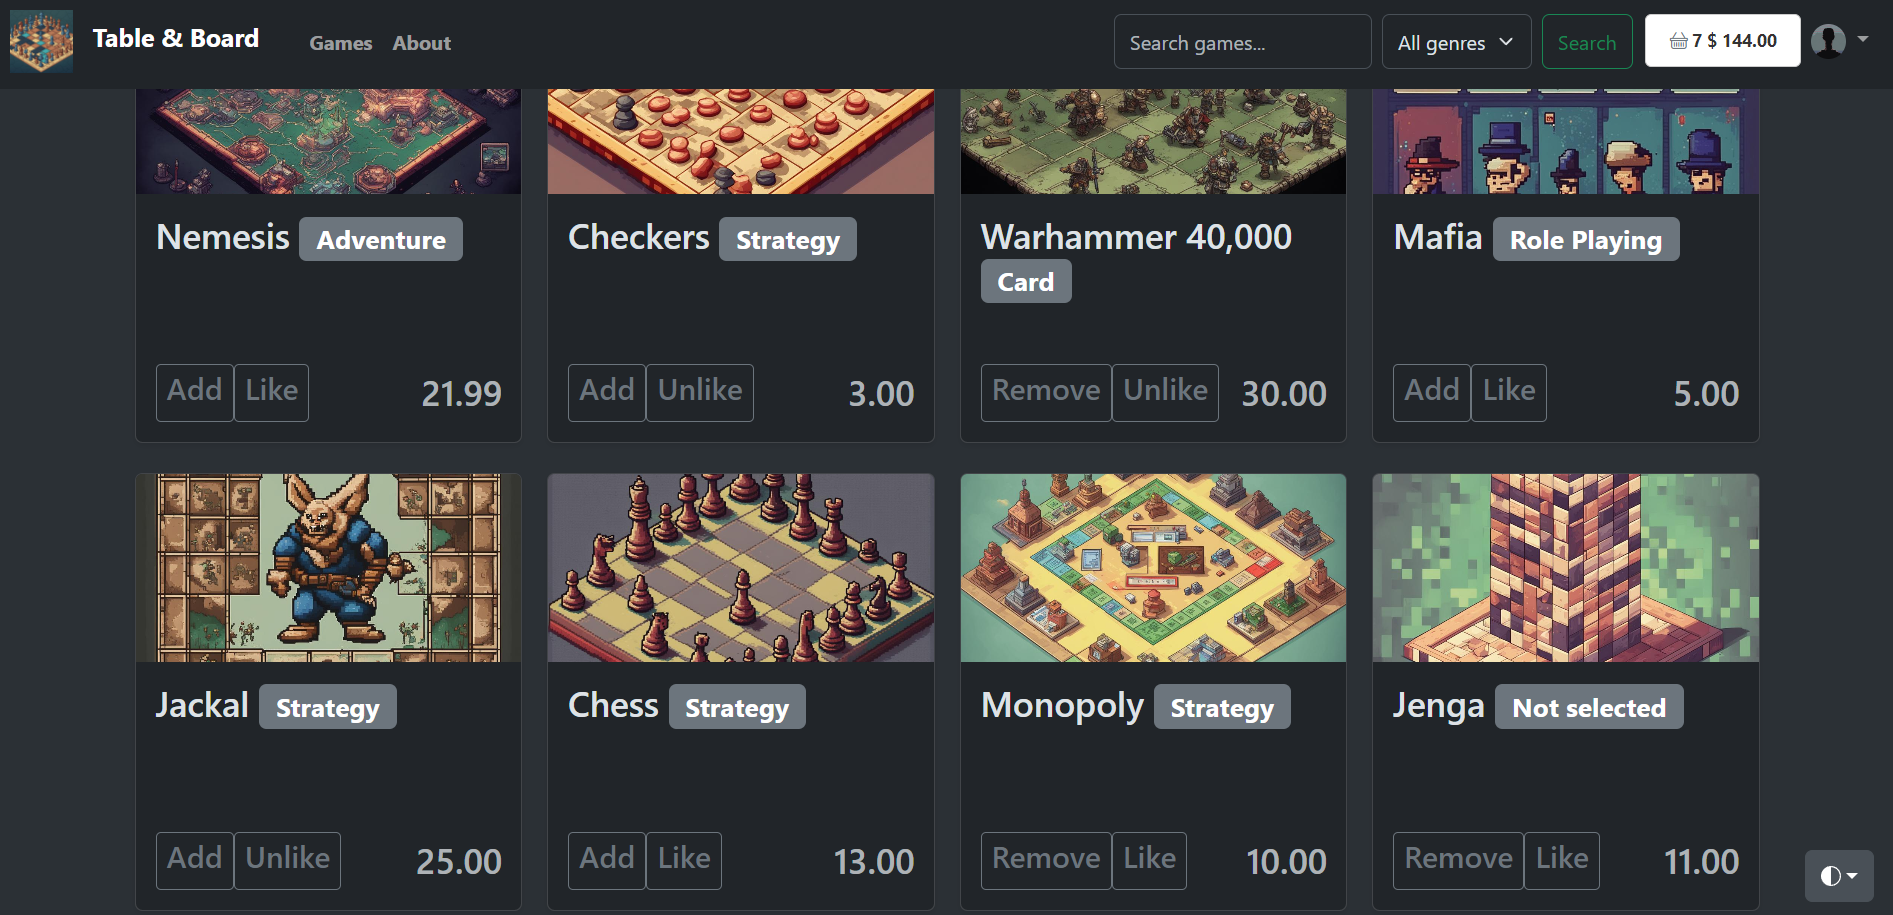 Table & Board Games About Search games... All genres Search 7 $ 144.00
Nemesis Adventure
Add Like 21.99
Checkers Strategy
Add Unlike 3.00
Warhammer 40,000
Card
Remove Unlike 30.00
Mafia Role Playing
Add Like 5.00
Jackal Strategy
Add Unlike 25.00
Chess Strategy
Add Like 13.00
Monopoly Strategy
Remove Like 10.00
Jenga Not selected
Remove Like 11.00